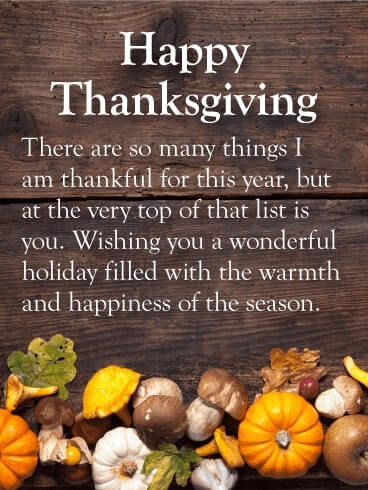 Happy
Thanksgiving
There are so many things I
am thankful for this year, but
at the very top of that list is
you. Wishing you a wonderful
holiday filled with the warmth
and happiness of the season.